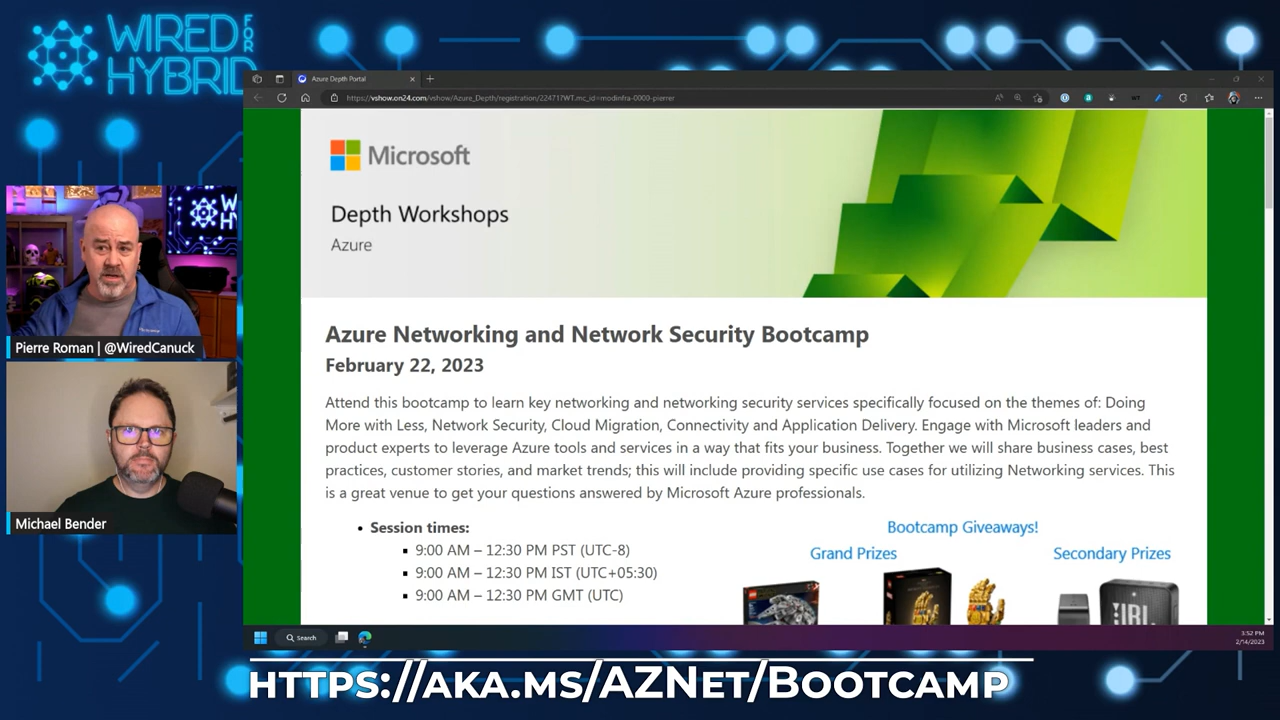 WIRED FOR
HYBRID
Azure Depth Portal
https://vshow.on24.com/vshow/Azure_Depth/registration/22471?WT.mc_id=modinfra-0000-pierrer
Microsoft
Depth Workshops
Azure
Azure Networking and Network Security Bootcamp
February 22, 2023
Attend this bootcamp to learn key networking and networking security services specifically focused on the themes of: Doing
More with Less, Network Security, Cloud Migration, Connectivity and Application Delivery. Engage with Microsoft leaders and
product experts to leverage Azure tools and services in a way that fits your business. Together we will share business cases, best
practices, customer stories, and market trends; this will include providing specific use cases for utilizing Networking services. This
is a great venue to get your questions answered by Microsoft Azure professionals.
• Session times:
▪ 9:00 AM – 12:30 PM PST (UTC-8)
▪ 9:00 AM – 12:30 PM IST (UTC+05:30)
▪ 9:00 AM – 12:30 PM GMT (UTC)
Bootcamp Giveaways!
Grand Prizes
Secondary Prizes
JBL
Pierre Roman | @WiredCanuck
Michael Bender
Search
3:52 PM
2/14/2023
HTTPS://AKA.MS/AZNET/BOOTCAMP